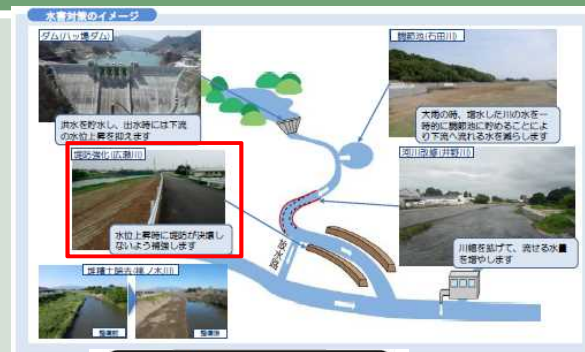 水害対策のイメージ
ダム(八ッ場ダム)
洪水を貯水し、出水時には下流
の水位上昇を抑えます
調節池(石田川)
大雨の時、増水した川の水を一
時的に調節池に貯めることによ
り下流へ流れる水を減らします
堤防強化(広瀬川)
水位上昇時に堤防が決壊し
ないよう補強します
河川改修(井野川)
川幅を拡げて、流せる水量
を増やします
放水路
堆積土除去(桃ノ木川)
整備前
整備後